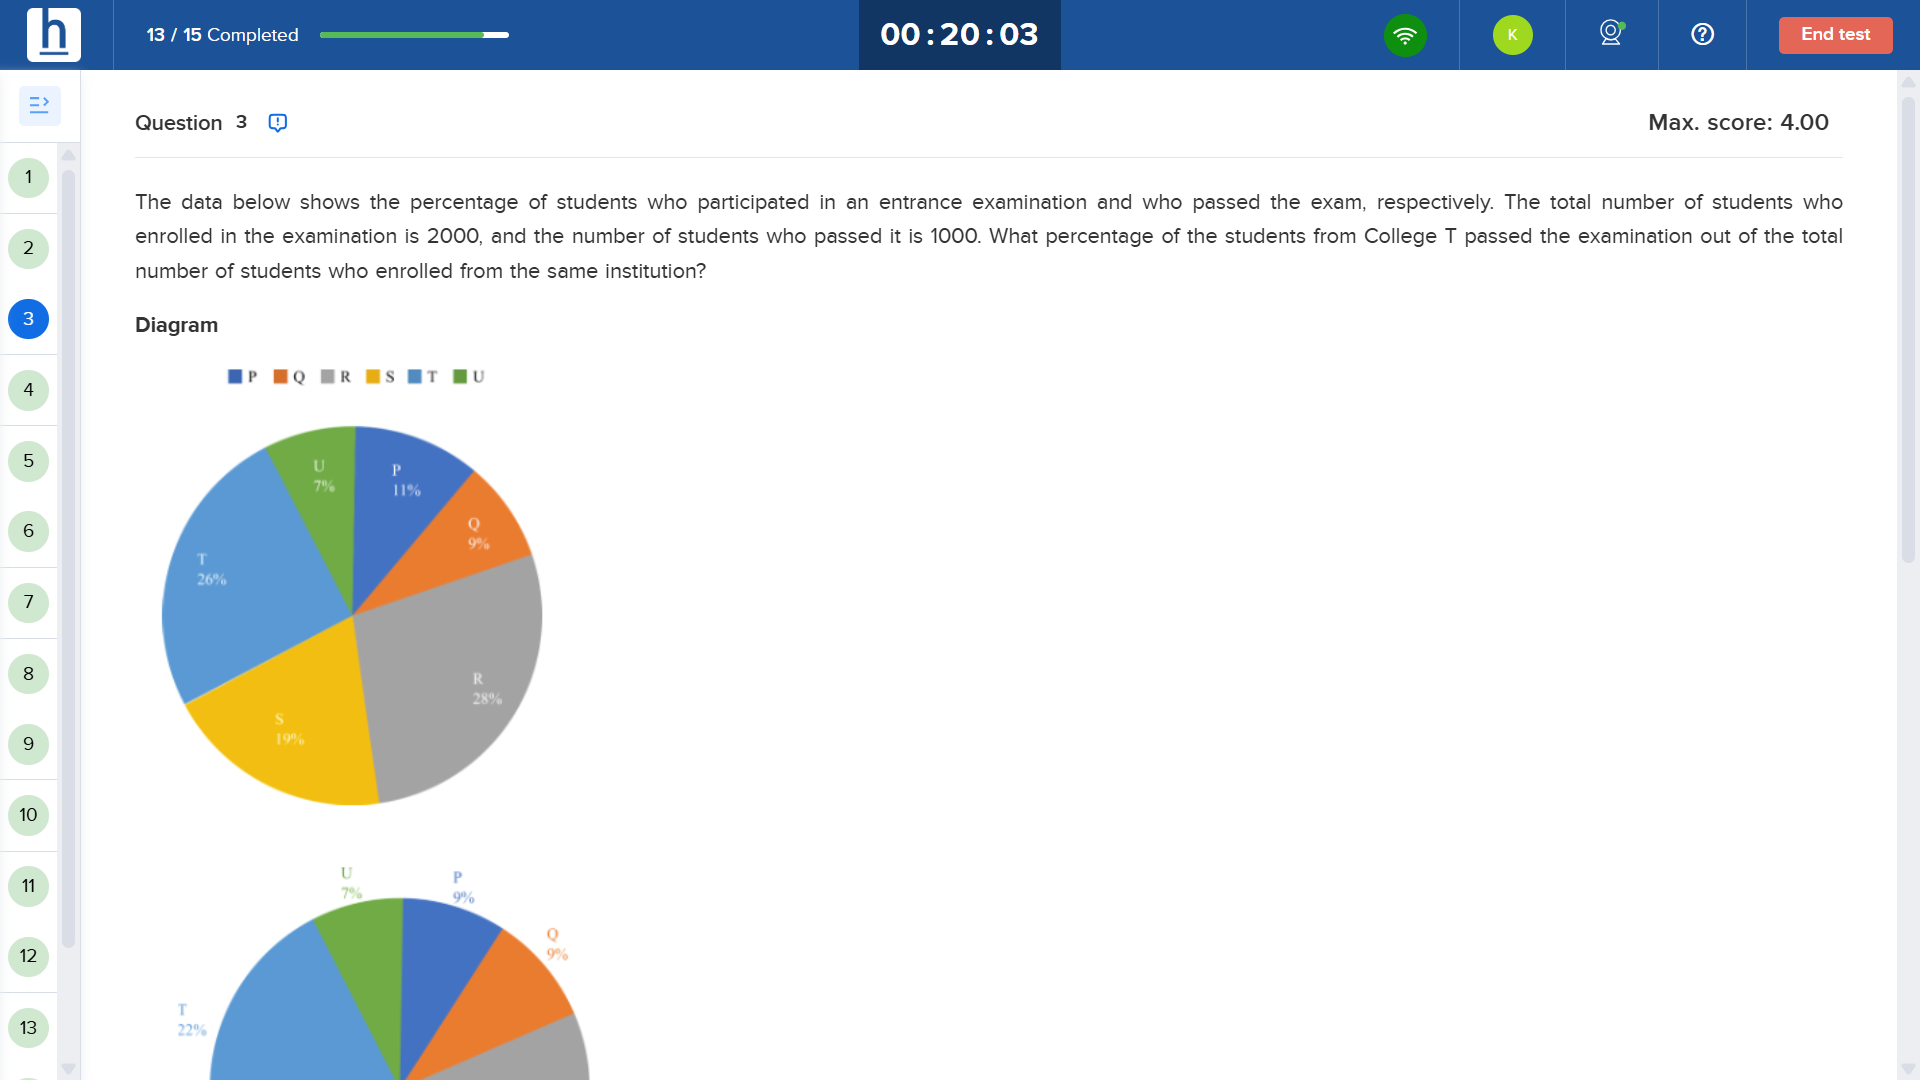 h
13 / 15 Completed
00 : 20 : 03
K
End test
Question 3
Max. score: 4.00
The data below shows the percentage of students who participated in an entrance examination and who passed the exam, respectively. The total number of students who
enrolled in the examination is 2000, and the number of students who passed it is 1000. What percentage of the students from College T passed the examination out of the total
number of students who enrolled from the same institution?
Diagram
P Q R S T U
U
7%
P
11%
Q
9%
T
26%
R
28%
S
19%
U
7%
P
9%
Q
9%
T
22%
1
2
3
4
5
6
7
8
9
10
11
12
13